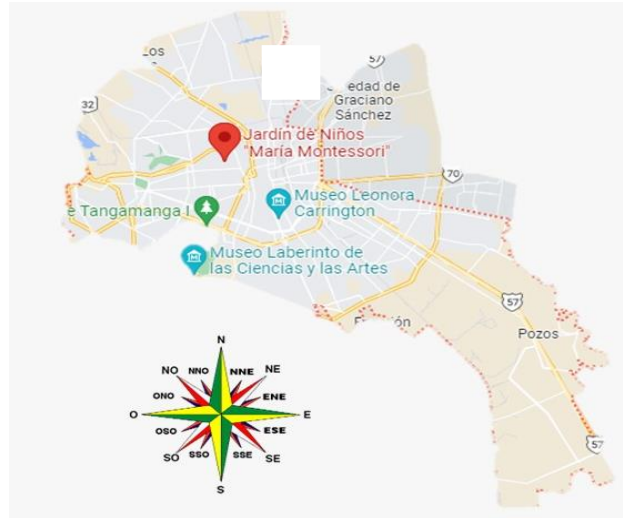 LOS
57
32
edad de
Graciano
Sánchez
Jardín de Niños
"María Montessori"
70
Museo Leonora
Carrington
e Tangamanga I
Museo Laberinto de
las Ciencias y las Artes
57
ón
Pozos
57
N
NO NNO NNE NE
ONO ENE
O E
OSO ESE
SO SSO SSE SE
S